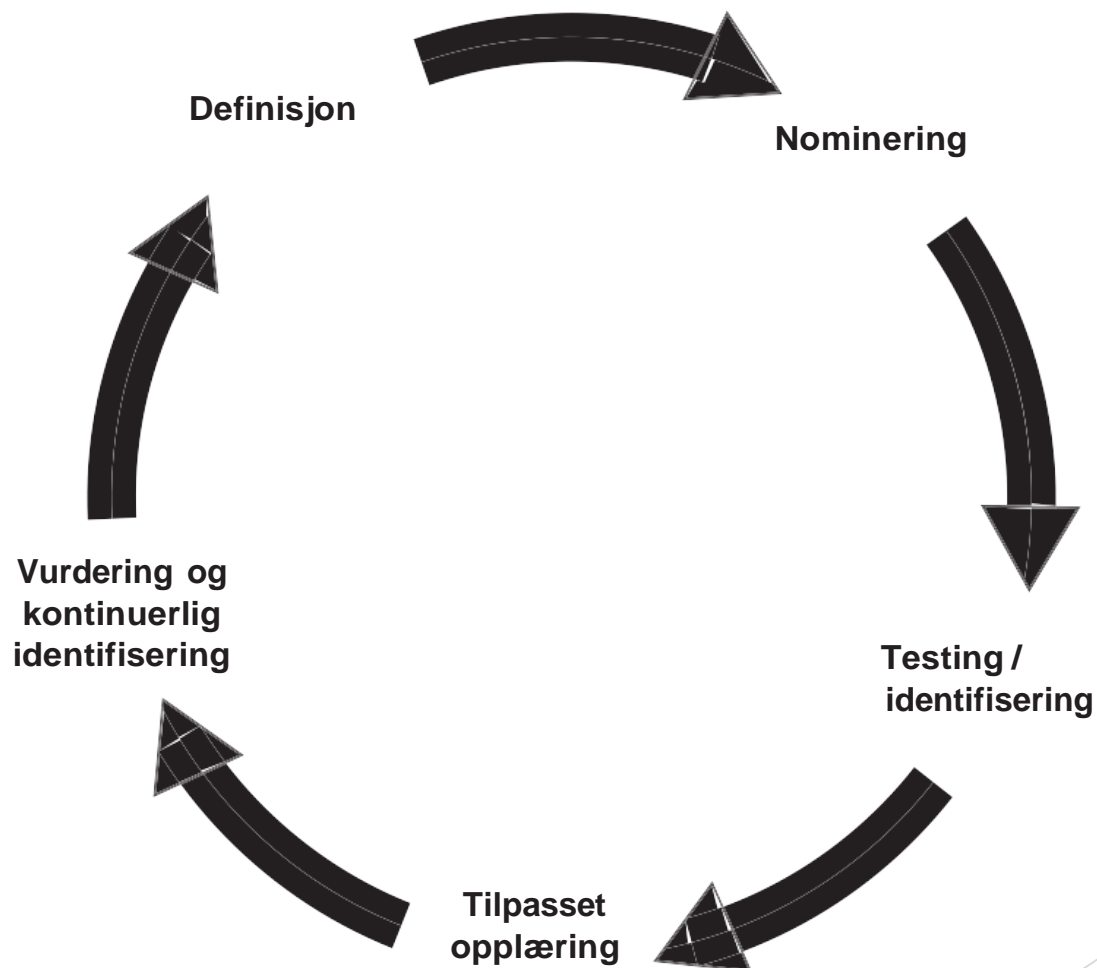 Definisjon
Nominering
Testing /
identifisering
Tilpasset
opplæring
Vurdering og
kontinuerlig
identifisering